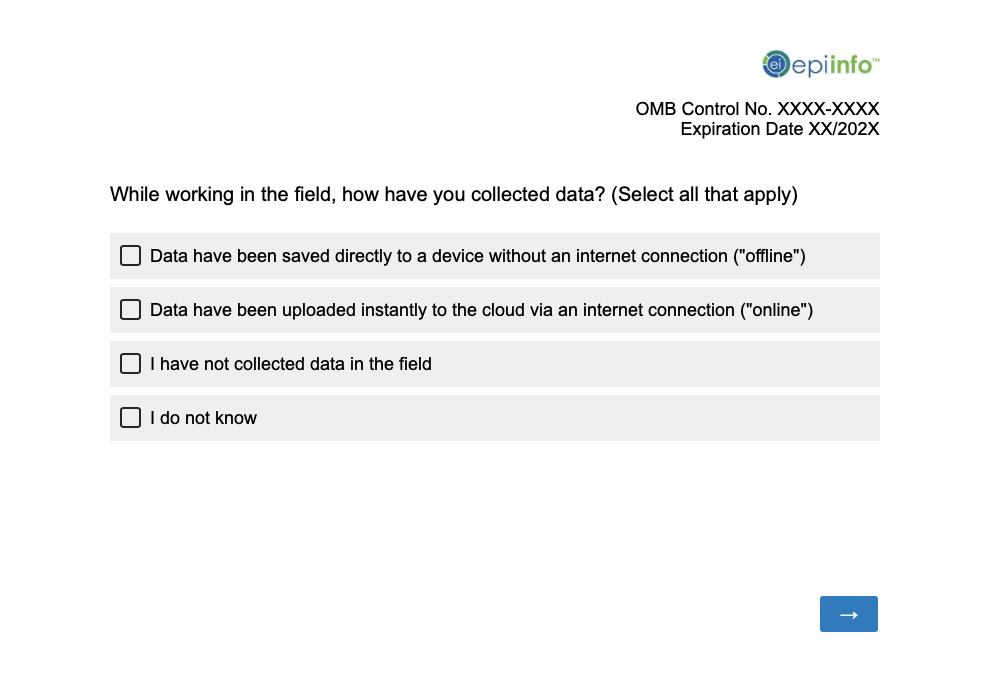 ei epiinfo™
OMB Control No. XXXX-XXXX
Expiration Date XX/202X
While working in the field, how have you collected data? (Select all that apply)
Data have been saved directly to a device without an internet connection ("offline")
Data have been uploaded instantly to the cloud via an internet connection ("online")
I have not collected data in the field
I do not know
→